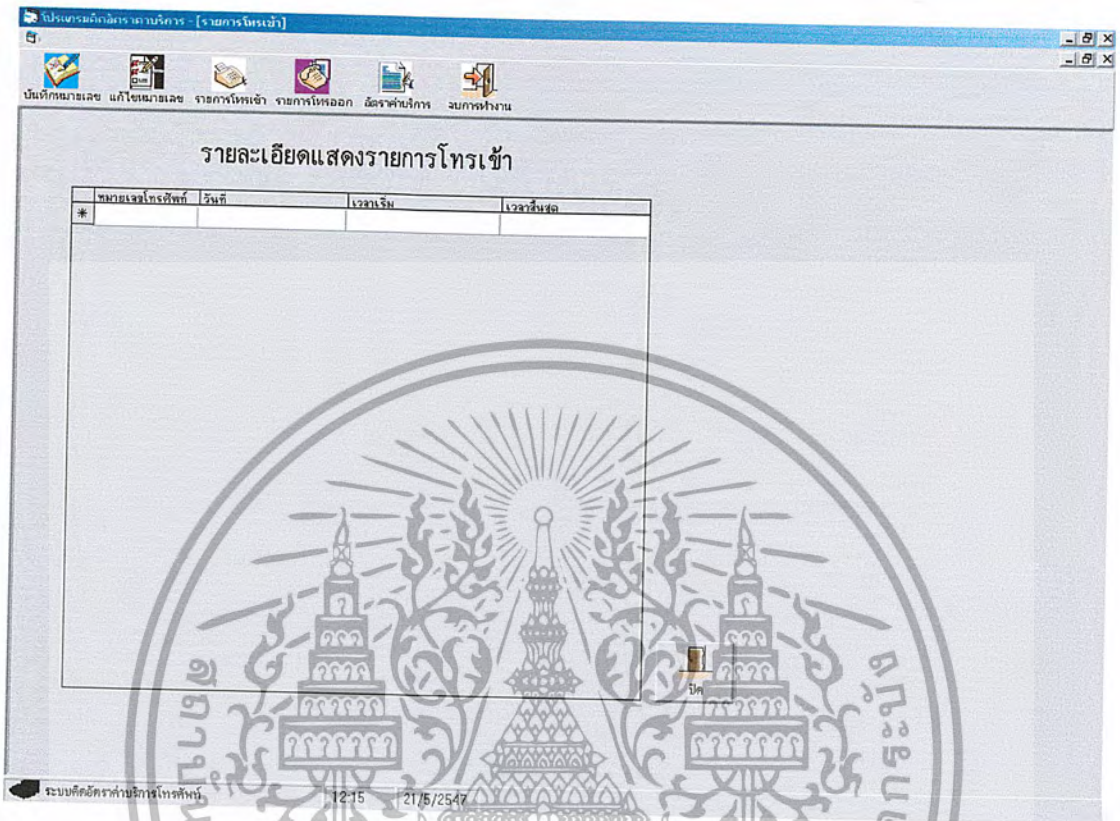 โปรแกรมคิดอัตราค่าบริการ - [รายการโทรเข้า]
บันทึกหมายเลข แก้ไขหมายเลข รายการโทรเข้า รายการโทรออก อัตราค่าบริการ จบการทำงาน
รายละเอียดแสดงรายการโทรเข้า
หมายเลขโทรศัพท์ วันที่ เวลาเริ่ม เวลาสิ้นสุด
*
ปิด
ระบบคิดอัตราค่าบริการโทรศัพท์ 12:15 21/5/2547